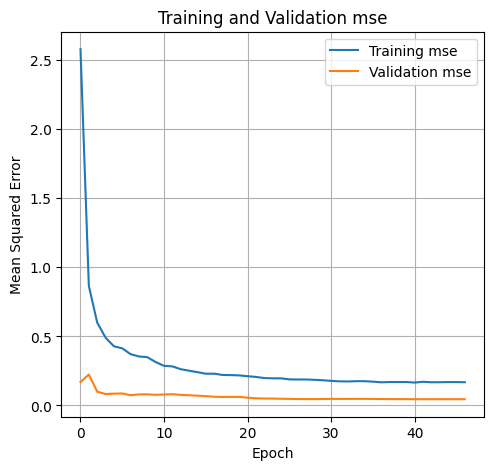 Training and Validation mse
Training mse
Validation mse
2.5
2.0
1.5
1.0
0.5
0.0
Mean Squared Error
0
10
20
30
40
Epoch